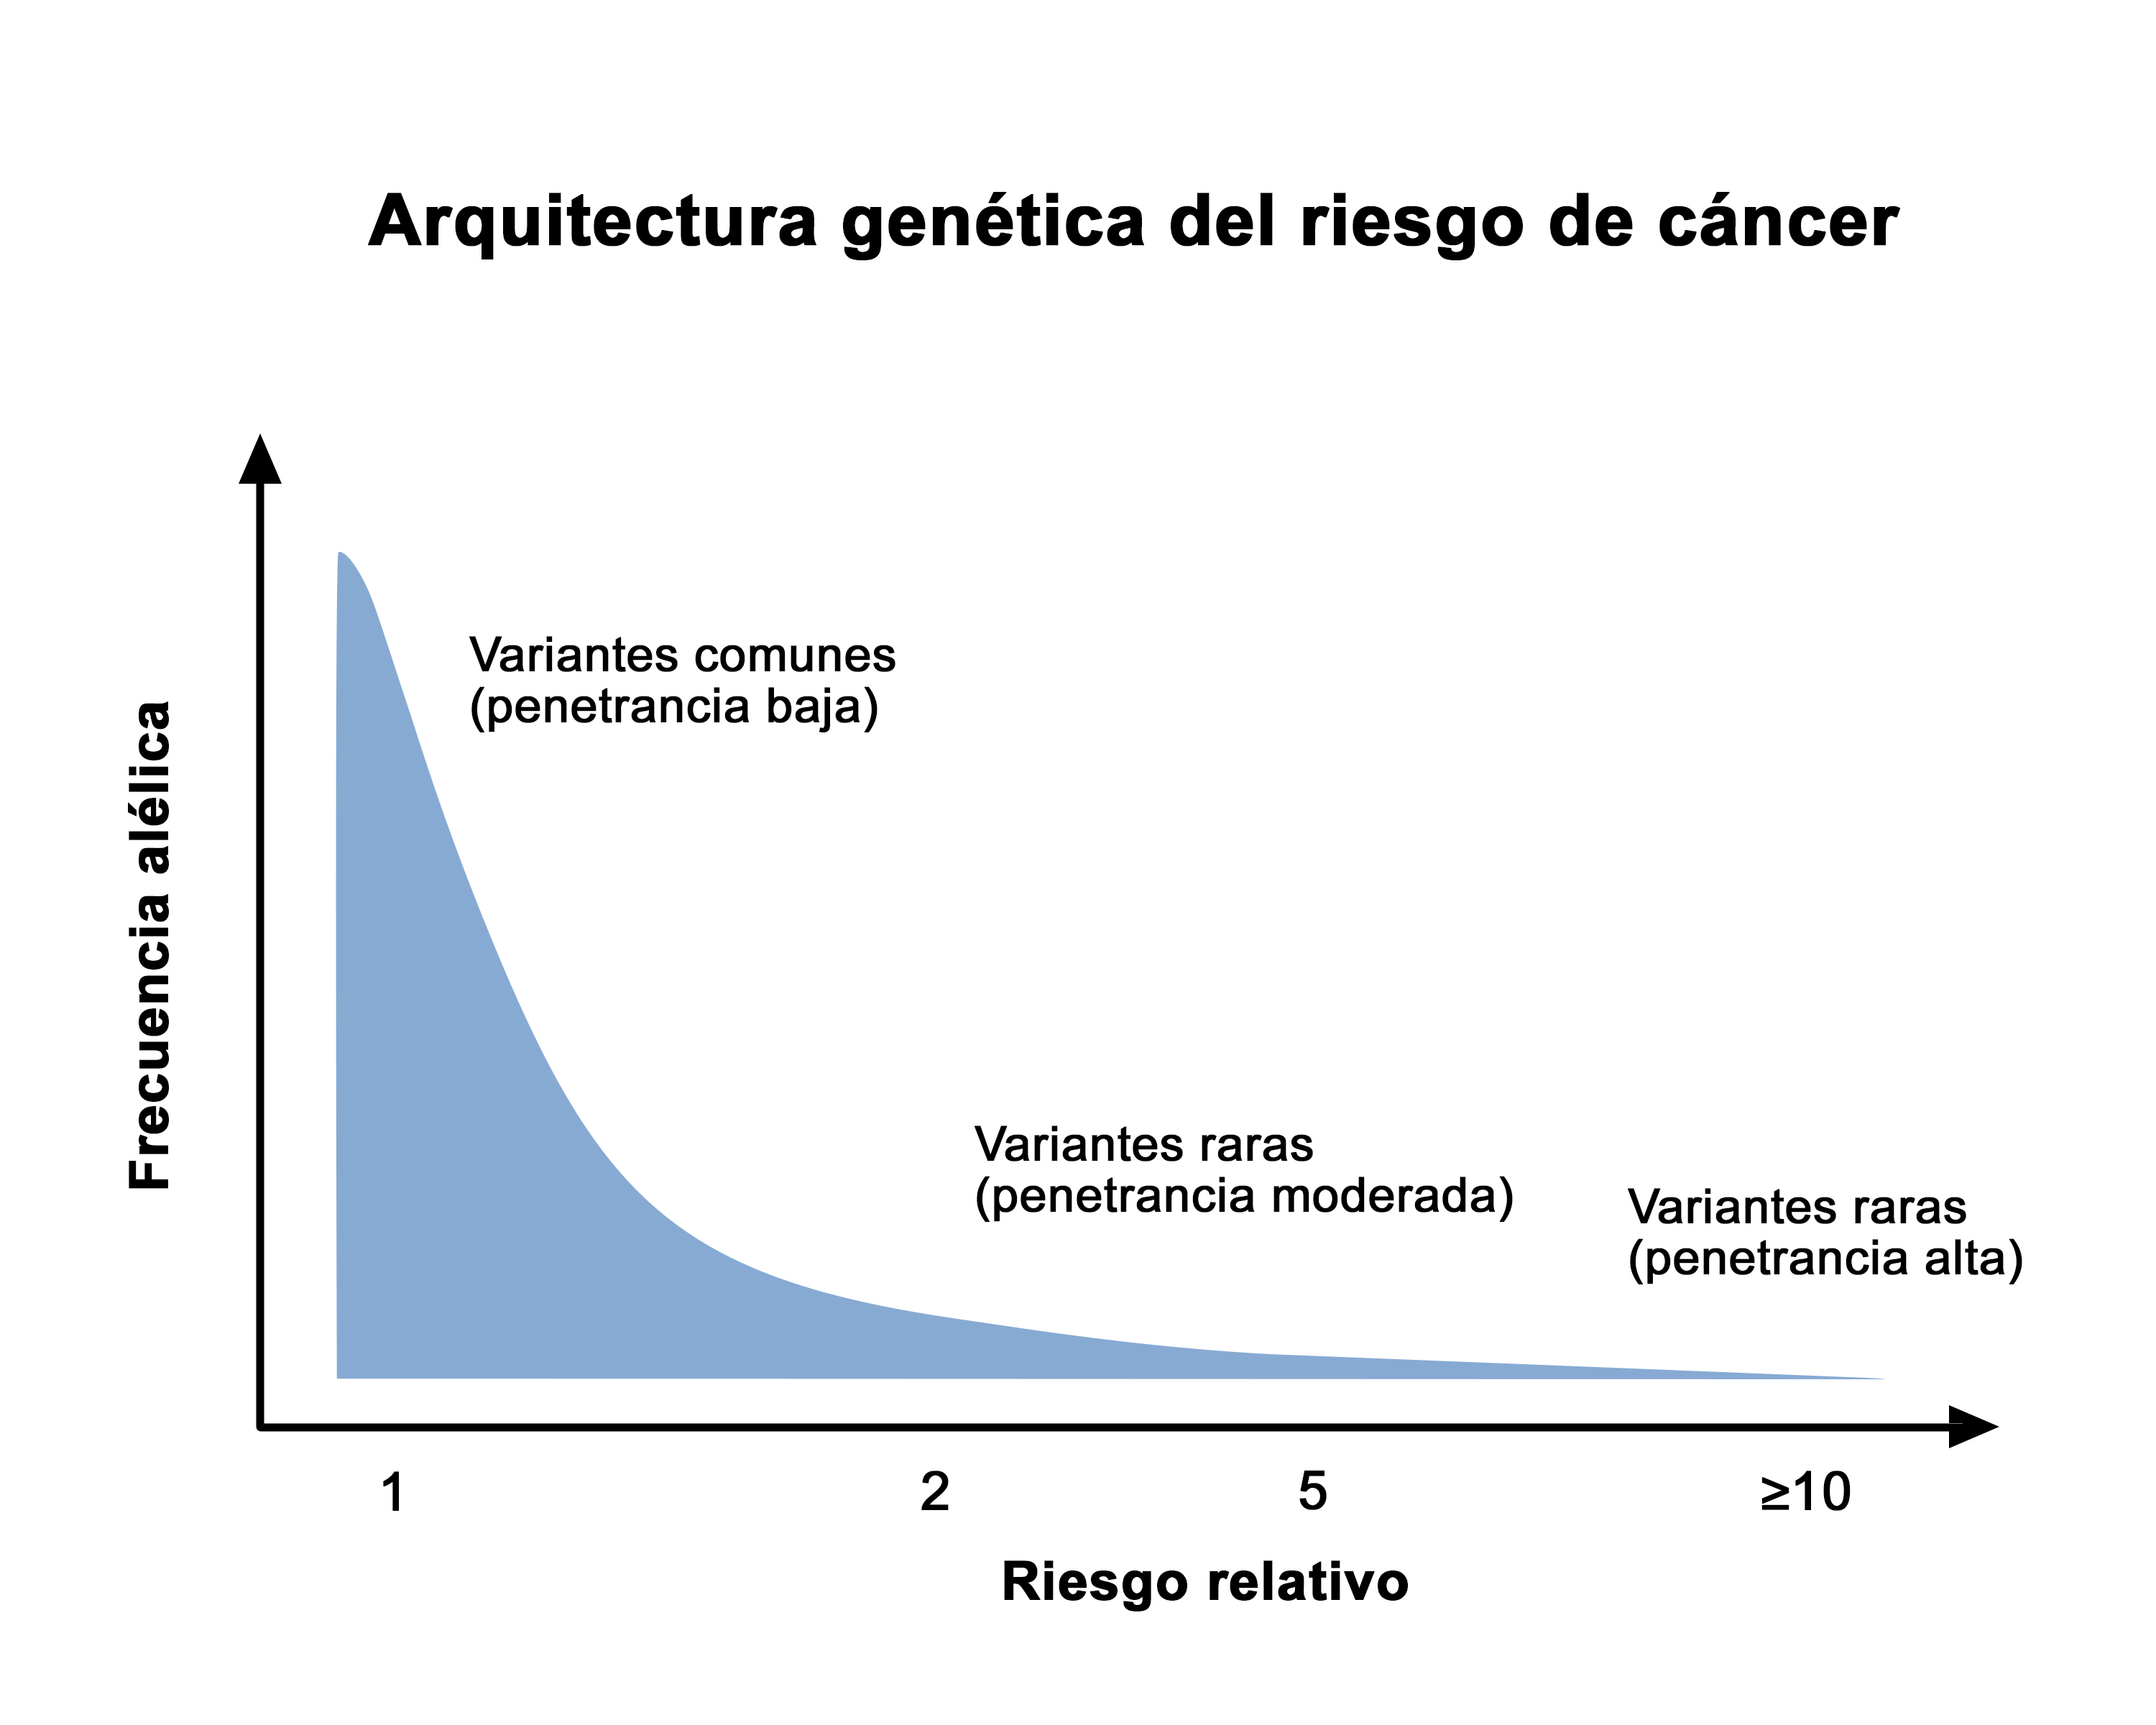 Arquitectura genética del riesgo de cáncer
Frecuencia alélica
Variantes comunes
(penetrancia baja)
Variantes raras
(penetrancia moderada)
Variantes raras
(penetrancia alta)
1 2 5 ≥10
Riesgo relativo